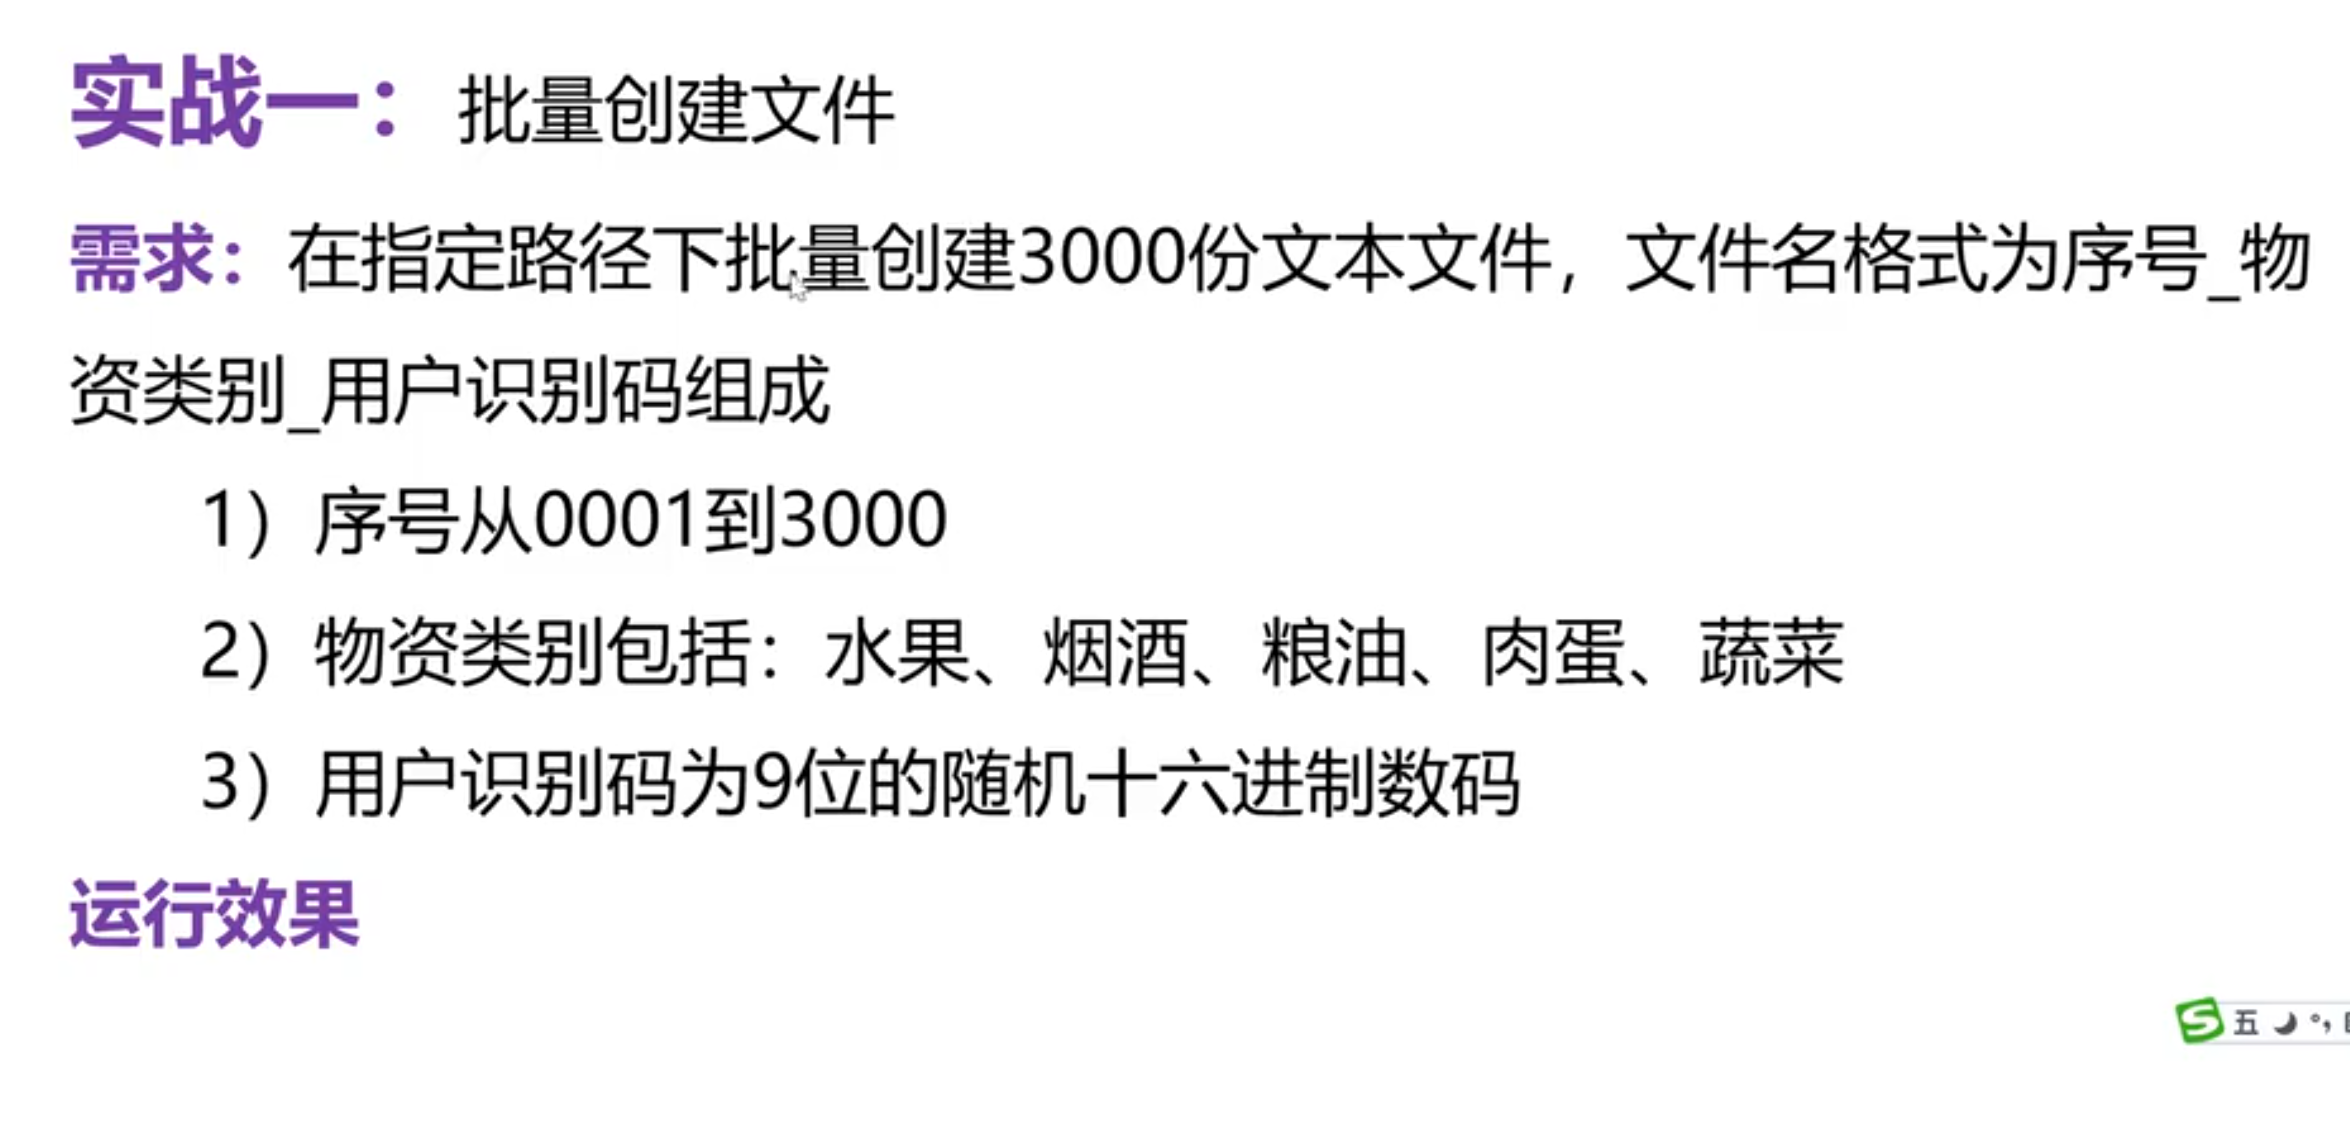 实战一：批量创建文件
需求：在指定路径下批量创建3000份文本文件，文件名格式为序号_物
资类别_用户识别码组成
1）序号从0001到3000
2）物资类别包括：水果、烟酒、粮油、肉蛋、蔬菜
3）用户识别码为9位的随机十六进制数码
运行效果
S 五